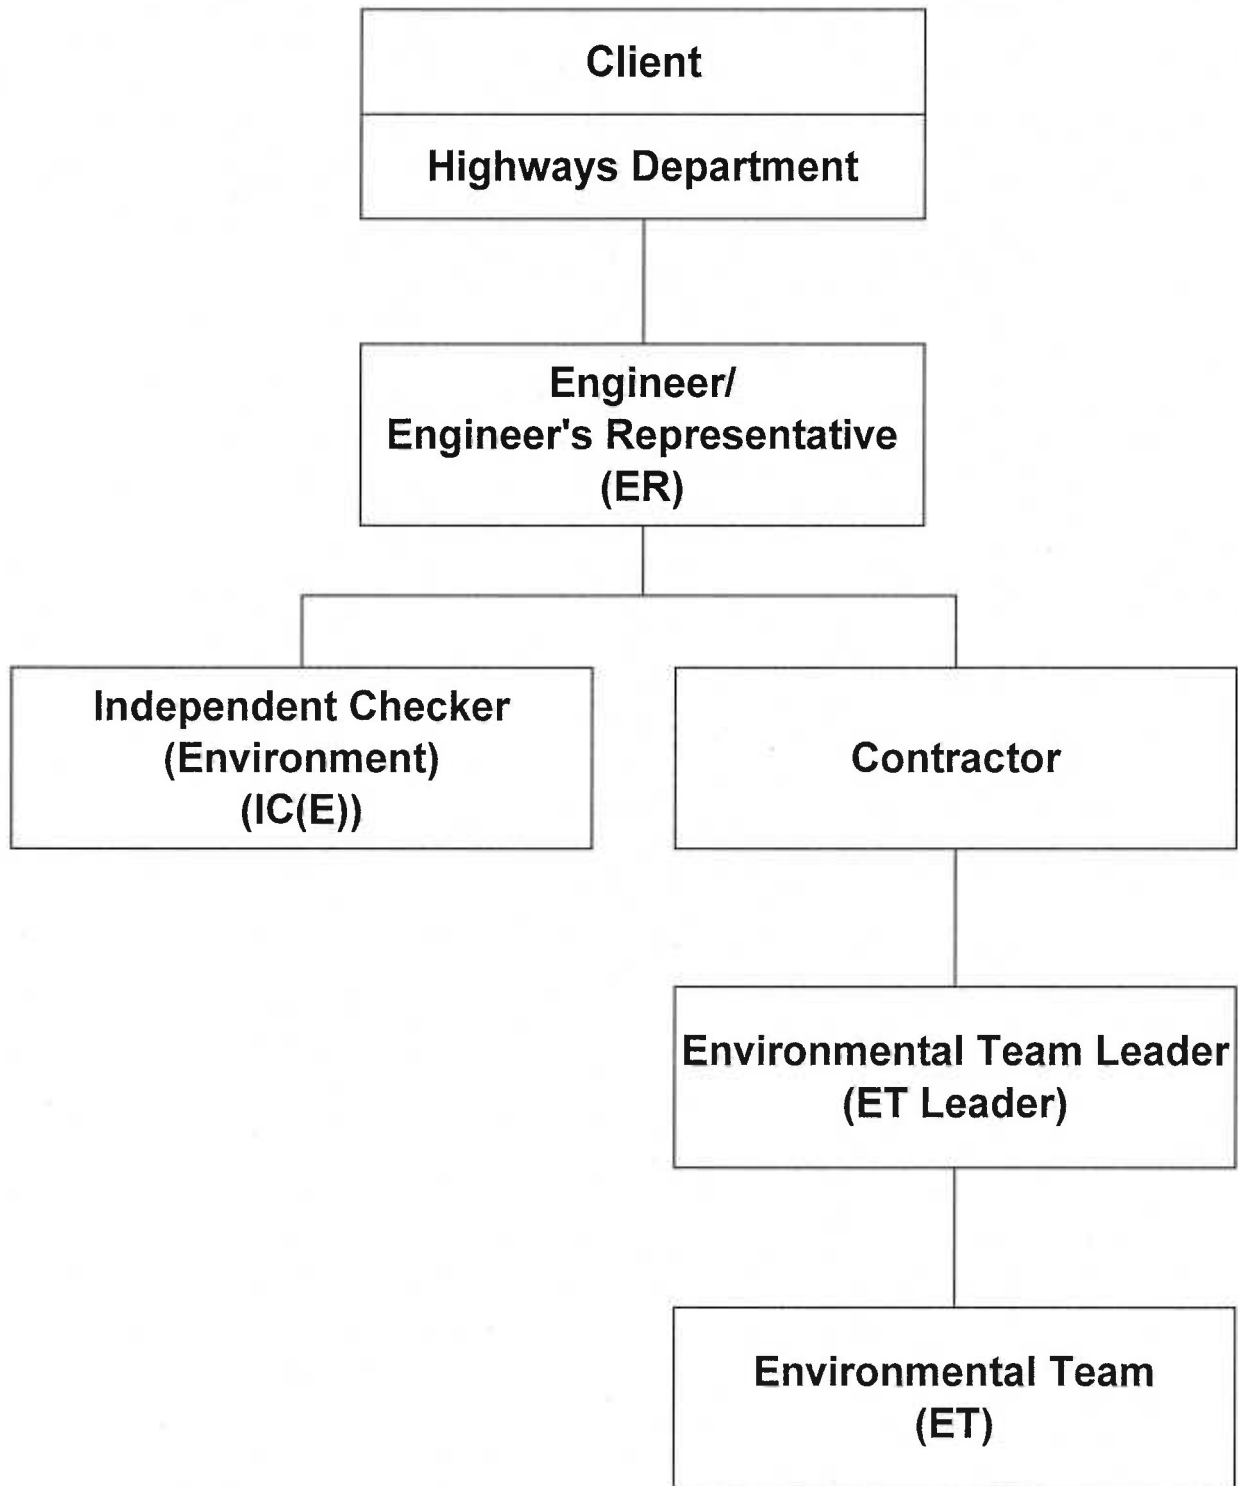 Client
Highways Department
Engineer/
Engineer's Representative
(ER)
Independent Checker
(Environment)
(IC(E))
Contractor
Environmental Team Leader
(ET Leader)
Environmental Team
(ET)